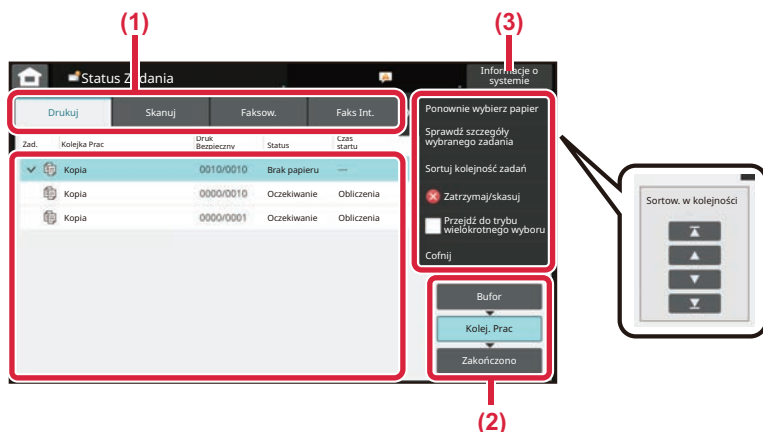 (1)
(3)
Status Zadania
Informacje o
systemie
Drukuj
Skanuj
Faksow.
Faks Int.
Zad.
Kolejka Prac
Druk
Bezpieczny
Status
Czas
startu
Kopia
0010/0010
Brak papieru
---
Kopia
0000/0010
Oczekiwanie
Obliczenia
Kopia
0000/0001
Oczekiwanie
Obliczenia
Ponownie wybierz papier
Sprawdź szczegóły
wybranego zadania
Sortuj kolejność zadań
Zatrzymaj/skasuj
Przejdź do trybu
wielokrotnego wyboru
Cofnij
Sortow. w kolejności
Bufor
Kolej. Prac
Zakończono
(2)